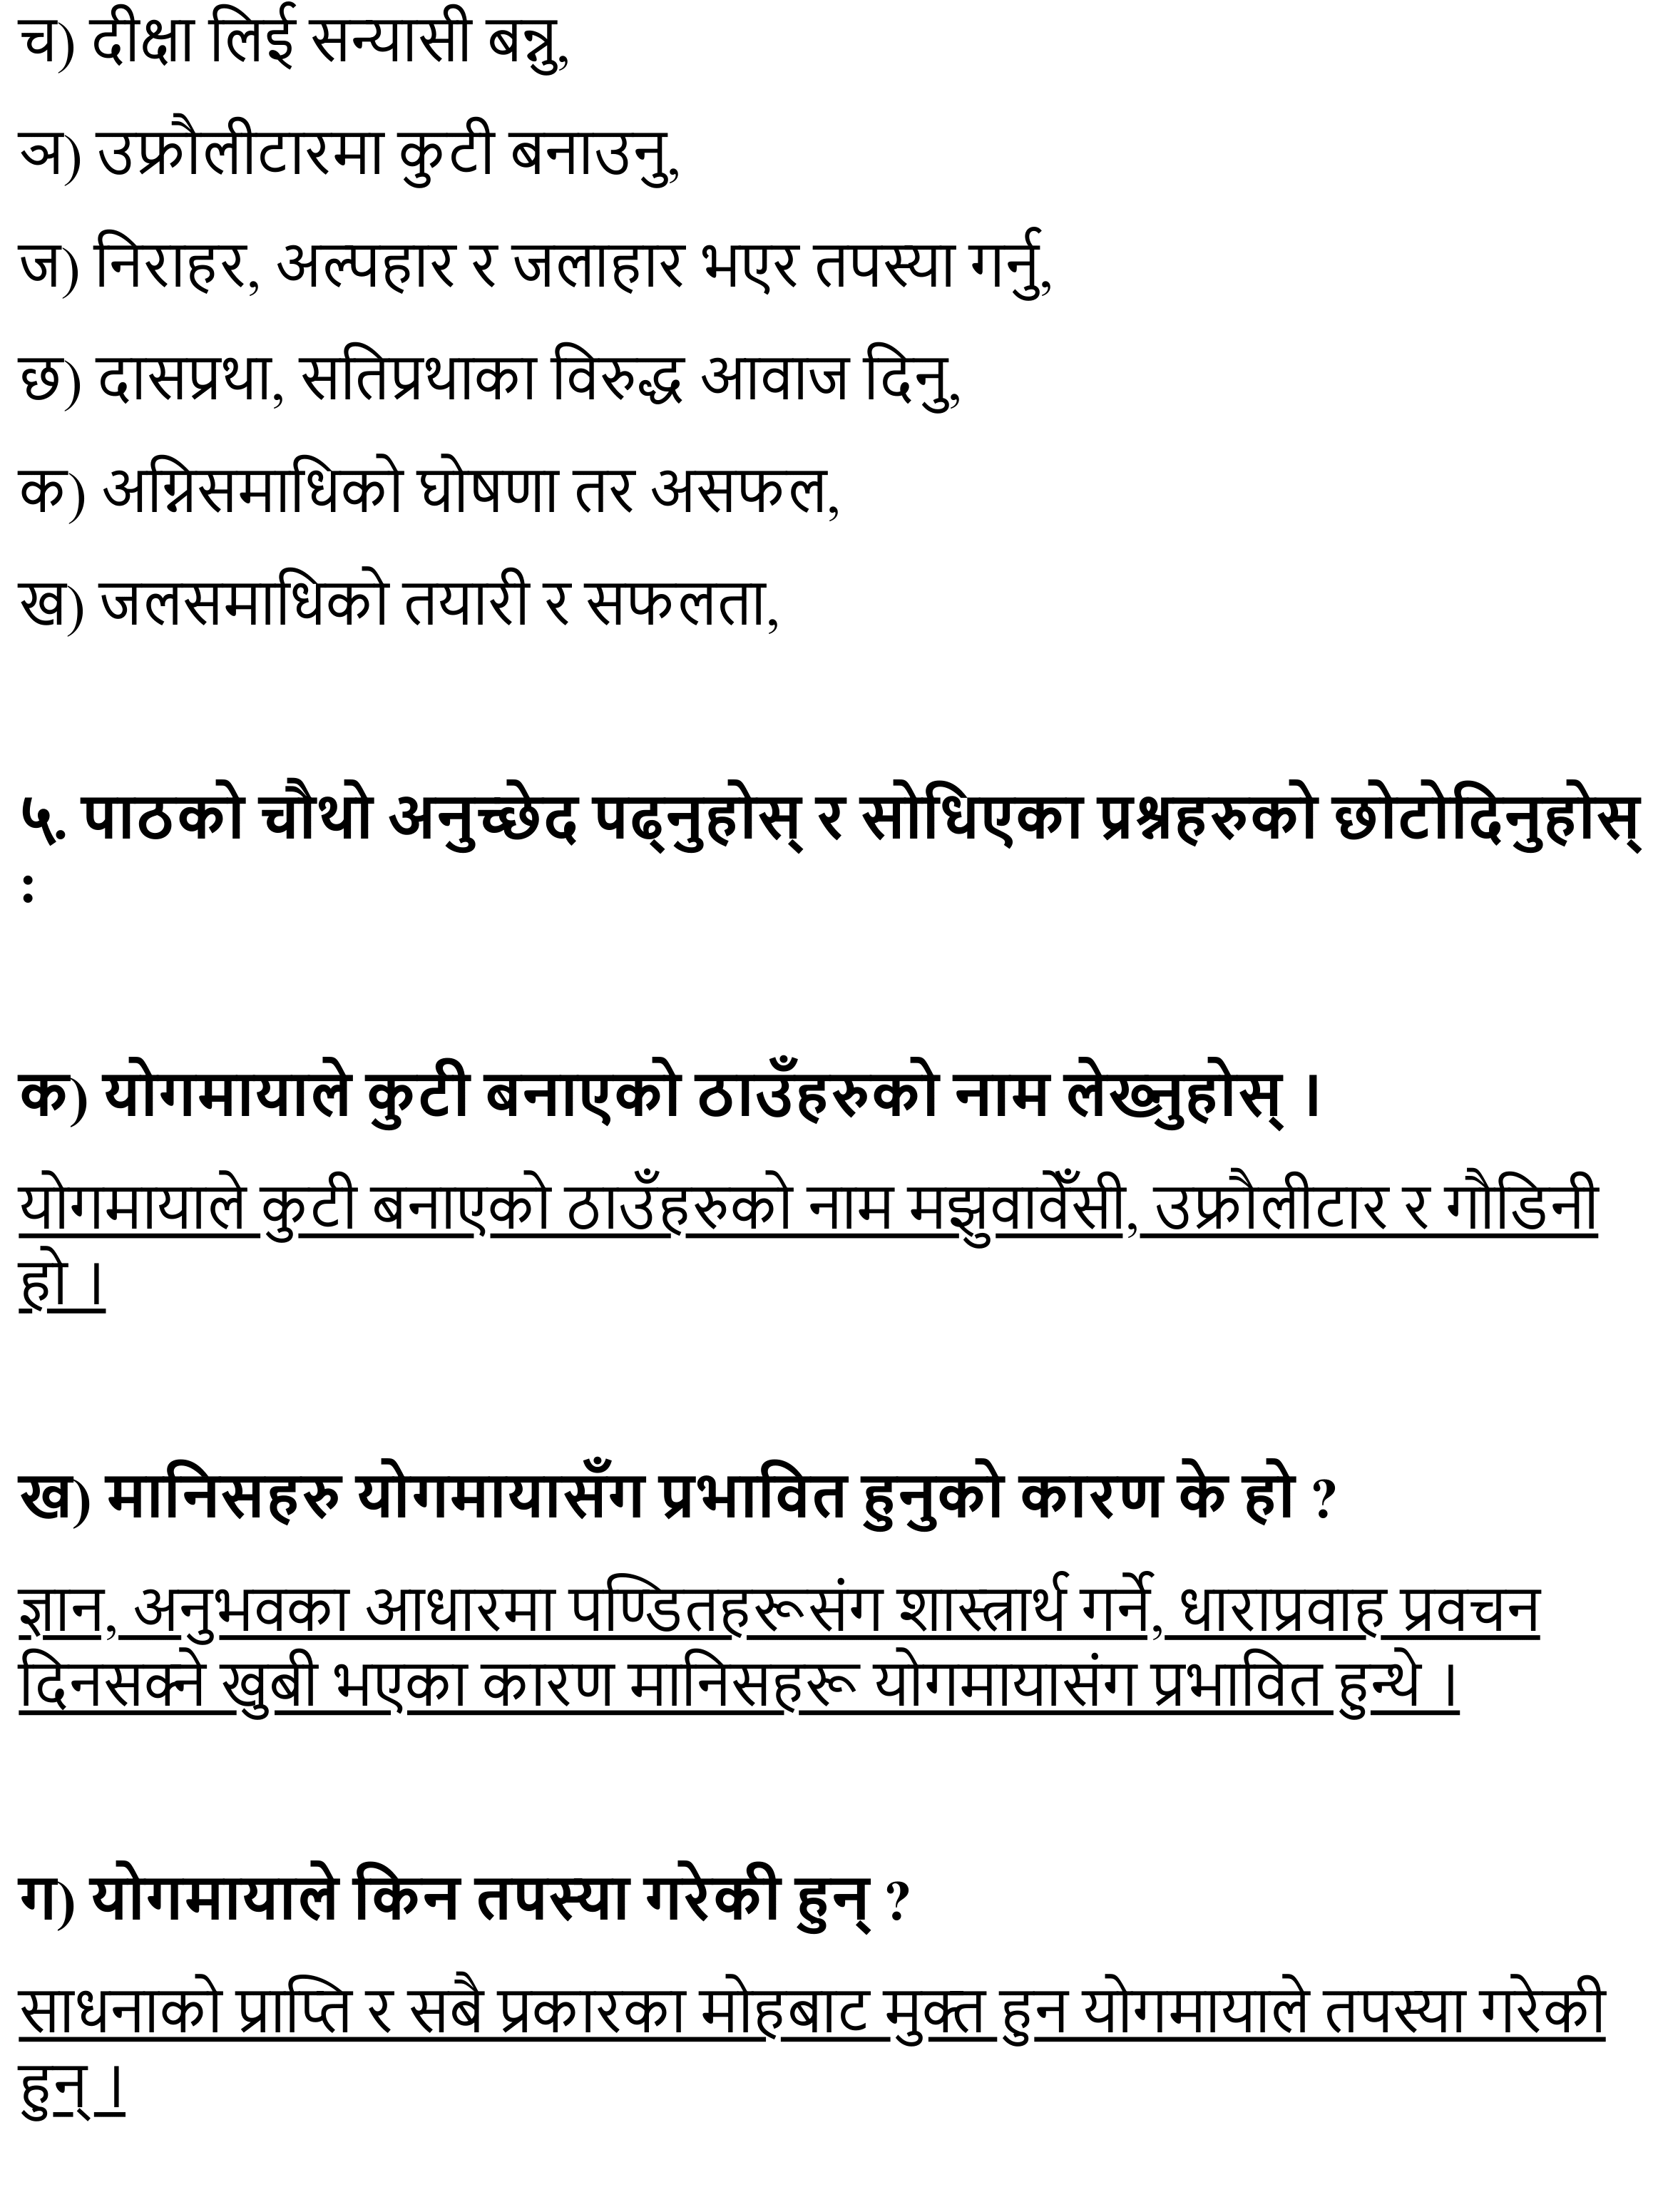 च) दीक्षा लिई सन्यासी बन्नु,
ञ) उफ्रौलीटारमा कुटी बनाउनु,
ज) निराहर, अल्पहार र जलाहार भएर तपस्या गर्नु,
छ) दासप्रथा, सतिप्रथाका विरुद्ध आवाज दिनु,
क) अग्निसमाधिको घोषणा तर असफल,
ख) जलसमाधिको तयारी र सफलता,
५. पाठको चौथो अनुच्छेद पढ्नुहोस् र सोधिएका प्रश्नहरुको छोटोदिनुहोस्
:
क) योगमायाले कुटी बनाएको ठाउँहरुको नाम लेख्नुहोस् ।
योगमायाले कुटी बनाएको ठाउँहरुको नाम मझुवावेँसी, उफ्रौलीटार र गौडिनी
हो ।
ख) मानिसहरु योगमायासँग प्रभावित हुनुको कारण के हो ?
ज्ञान, अनुभवका आधारमा पण्डितहरूसंग शास्त्रार्थ गर्ने, धाराप्रवाह प्रवचन
दिनसक्ने खुबी भएका कारण मानिसहरू योगमायासंग प्रभावित हुन्थे ।
ग) योगमायाले किन तपस्या गरेकी हुन् ?
साधनाको प्राप्ति र सबै प्रकारका मोहबाट मुक्त हुन योगमायाले तपस्या गरेकी
हुन् ।